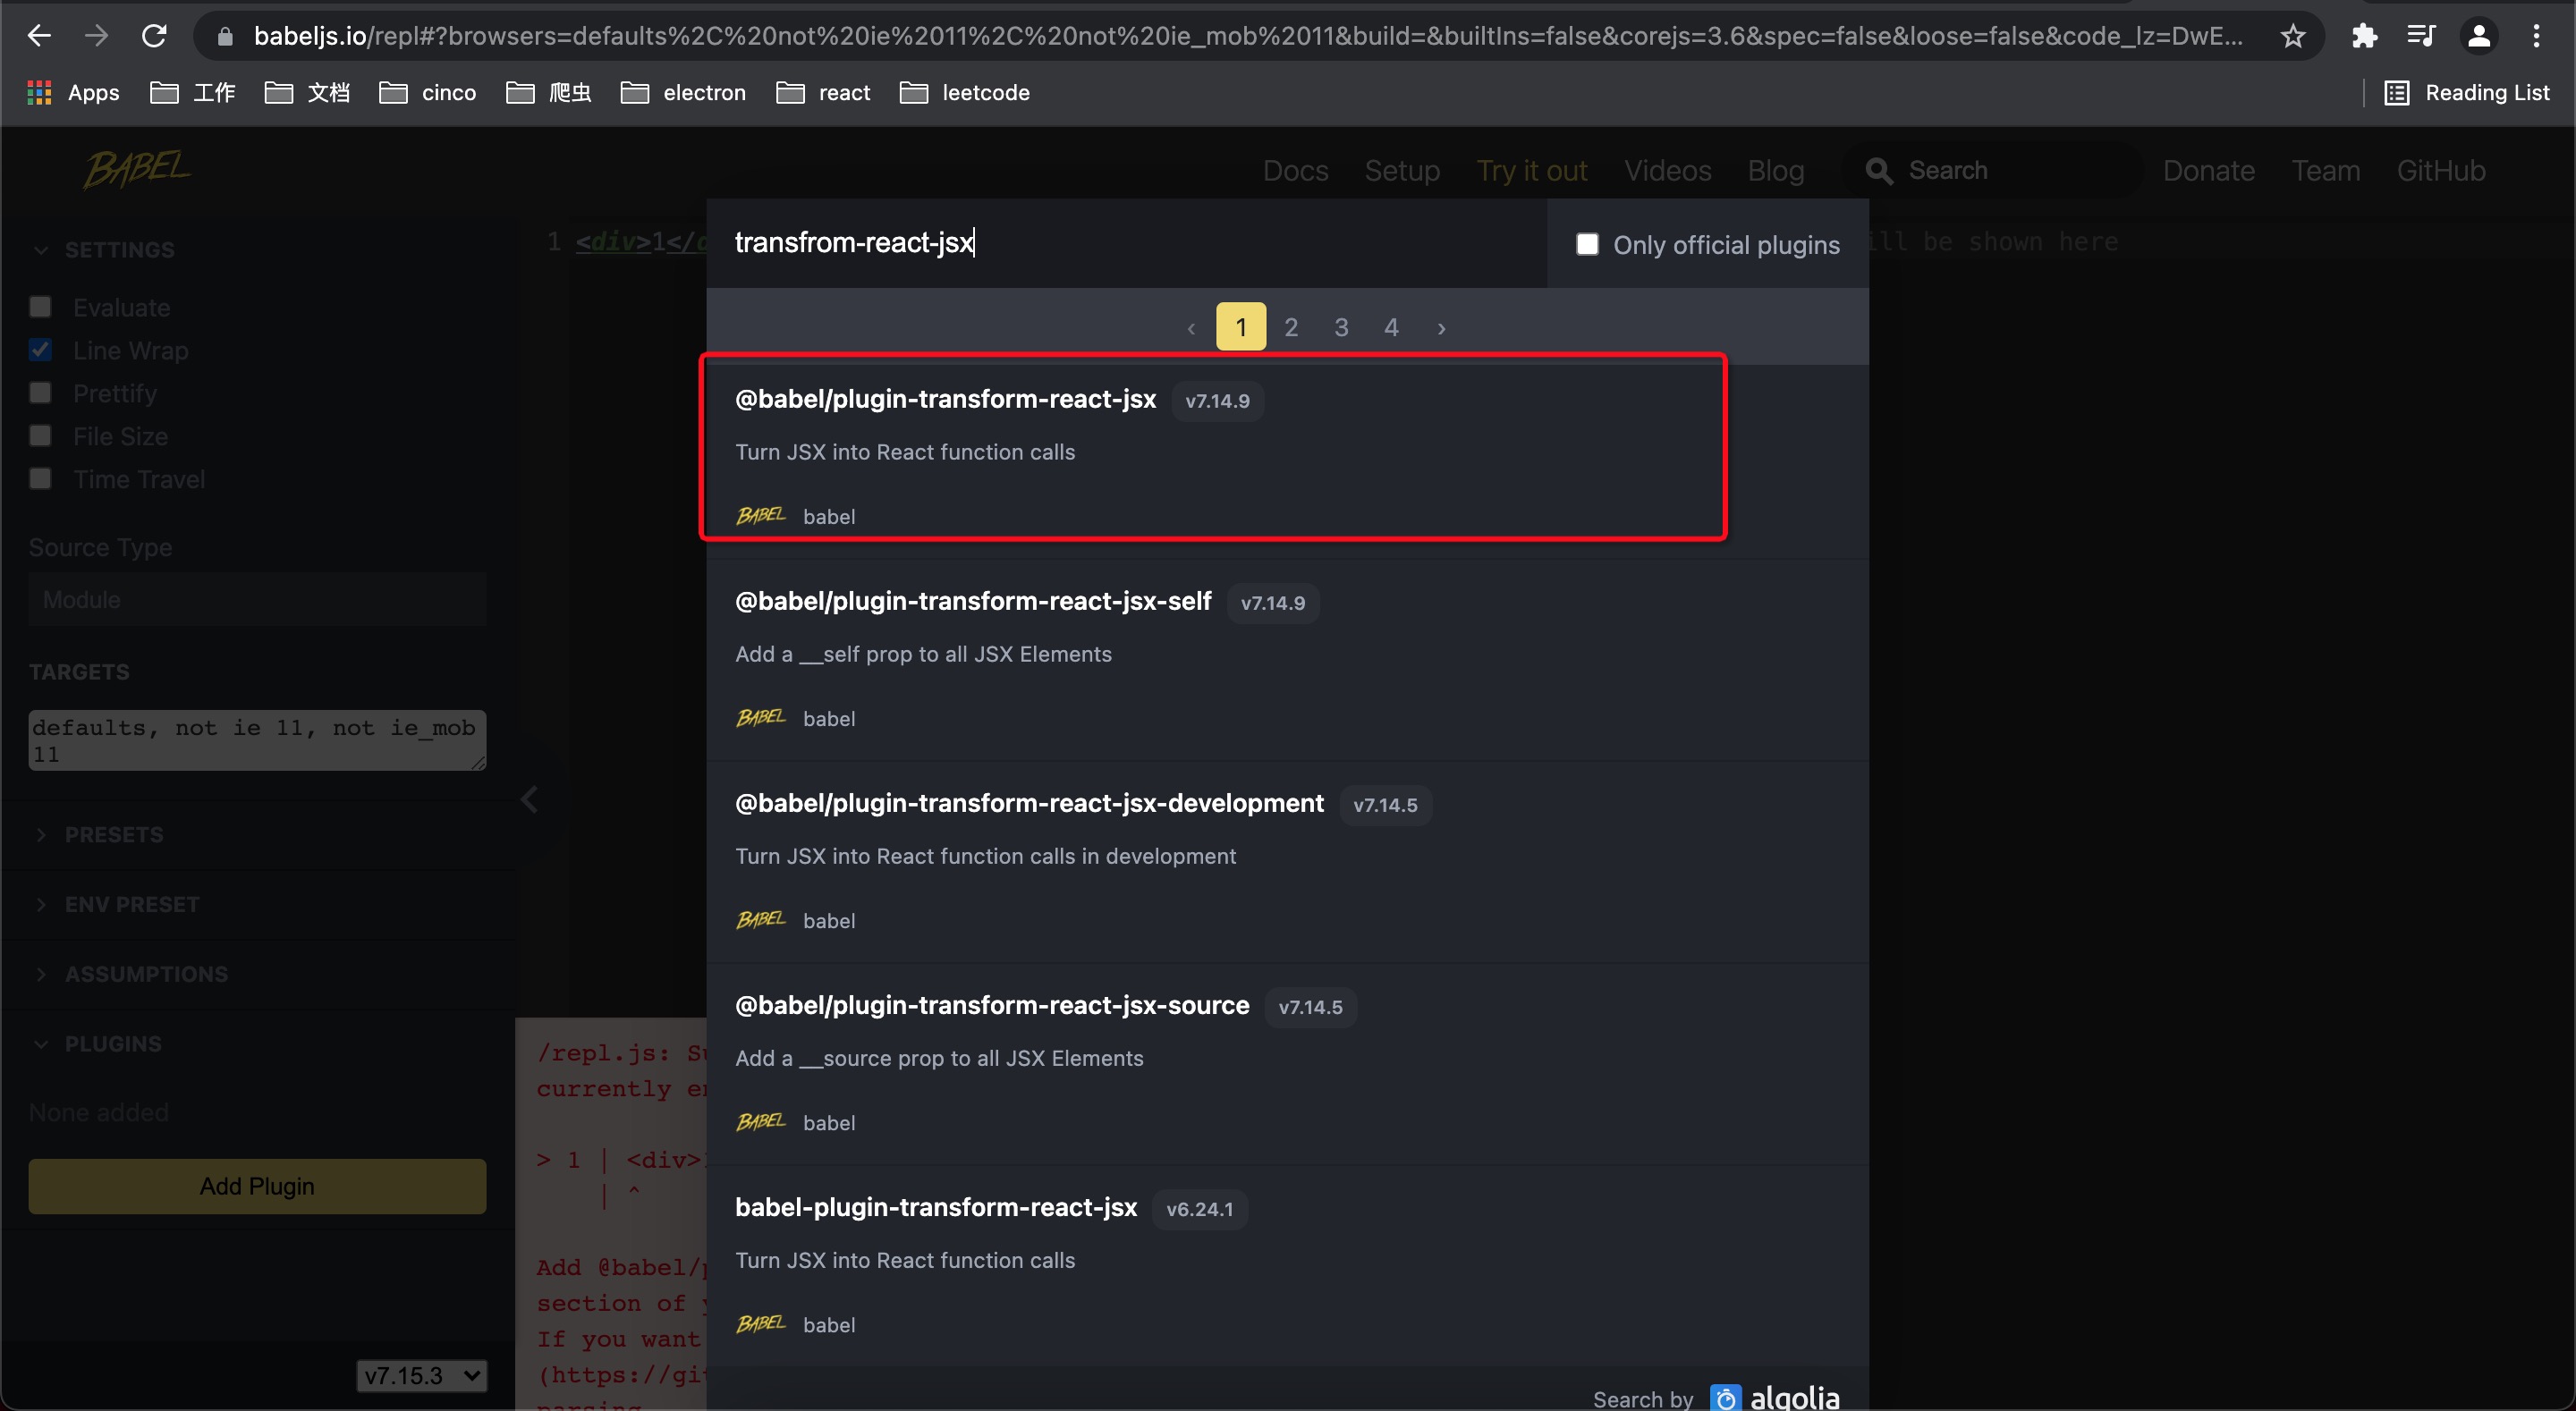 babeljs.io/repl#?browsers=defaults%2C%20not%20ie%2011%2C%20not%20ie_mob%2011&build=&builtIns=false&corejs=3.6&spec=false&loose=false&code_lz=DwE...
Apps 工作 文档 cinco 爬虫 electron react leetcode Reading List
BABEL Docs Setup Try it out Videos Blog Search Donate Team GitHub
SETTINGS
Evaluate
Line Wrap
Prettify
File Size
Time Travel
Source Type
Module
TARGETS
defaults, not ie 11, not ie_mob
11
PRESETS
ENV PRESET
ASSUMPTIONS
PLUGINS
None added
Add Plugin
v7.15.3
1 <div>1</
ill be shown here
/repl.js:
currently
> 1 | <div>
| ^
Add @babel/
section of
If you want
(https://gi
parsing
transfrom-react-jsx
Only official plugins
‹ 1 2 3 4 ›
@babel/plugin-transform-react-jsx v7.14.9
Turn JSX into React function calls
BABEL babel
@babel/plugin-transform-react-jsx-self v7.14.9
Add a __self prop to all JSX Elements
BABEL babel
@babel/plugin-transform-react-jsx-development v7.14.5
Turn JSX into React function calls in development
BABEL babel
@babel/plugin-transform-react-jsx-source v7.14.5
Add a __source prop to all JSX Elements
BABEL babel
babel-plugin-transform-react-jsx v6.24.1
Turn JSX into React function calls
BABEL babel
Search by algolia